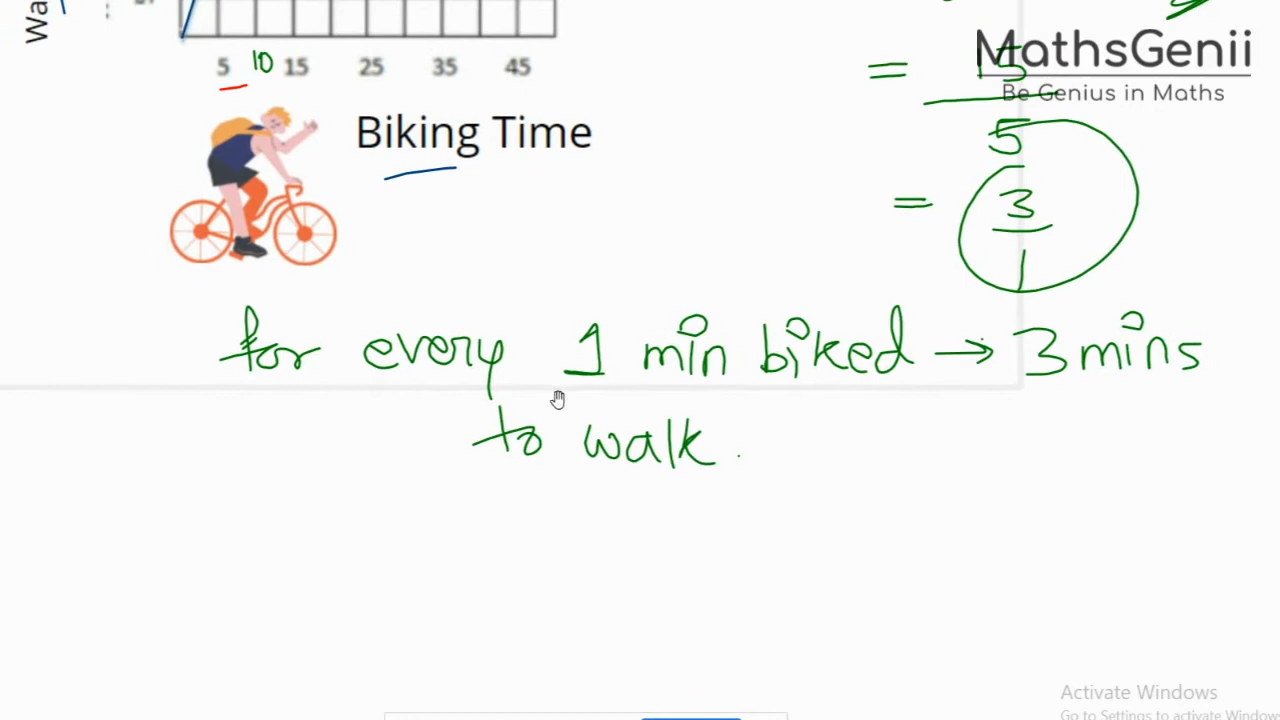 Wa
5 10 15 25 35 45
MathsGenii
Be Genius in Maths
= 15
5
Biking Time
= 3
1
for every 1 min biked → 3 mins
to walk.
Activate Windows
Go to Settings to activate Windows